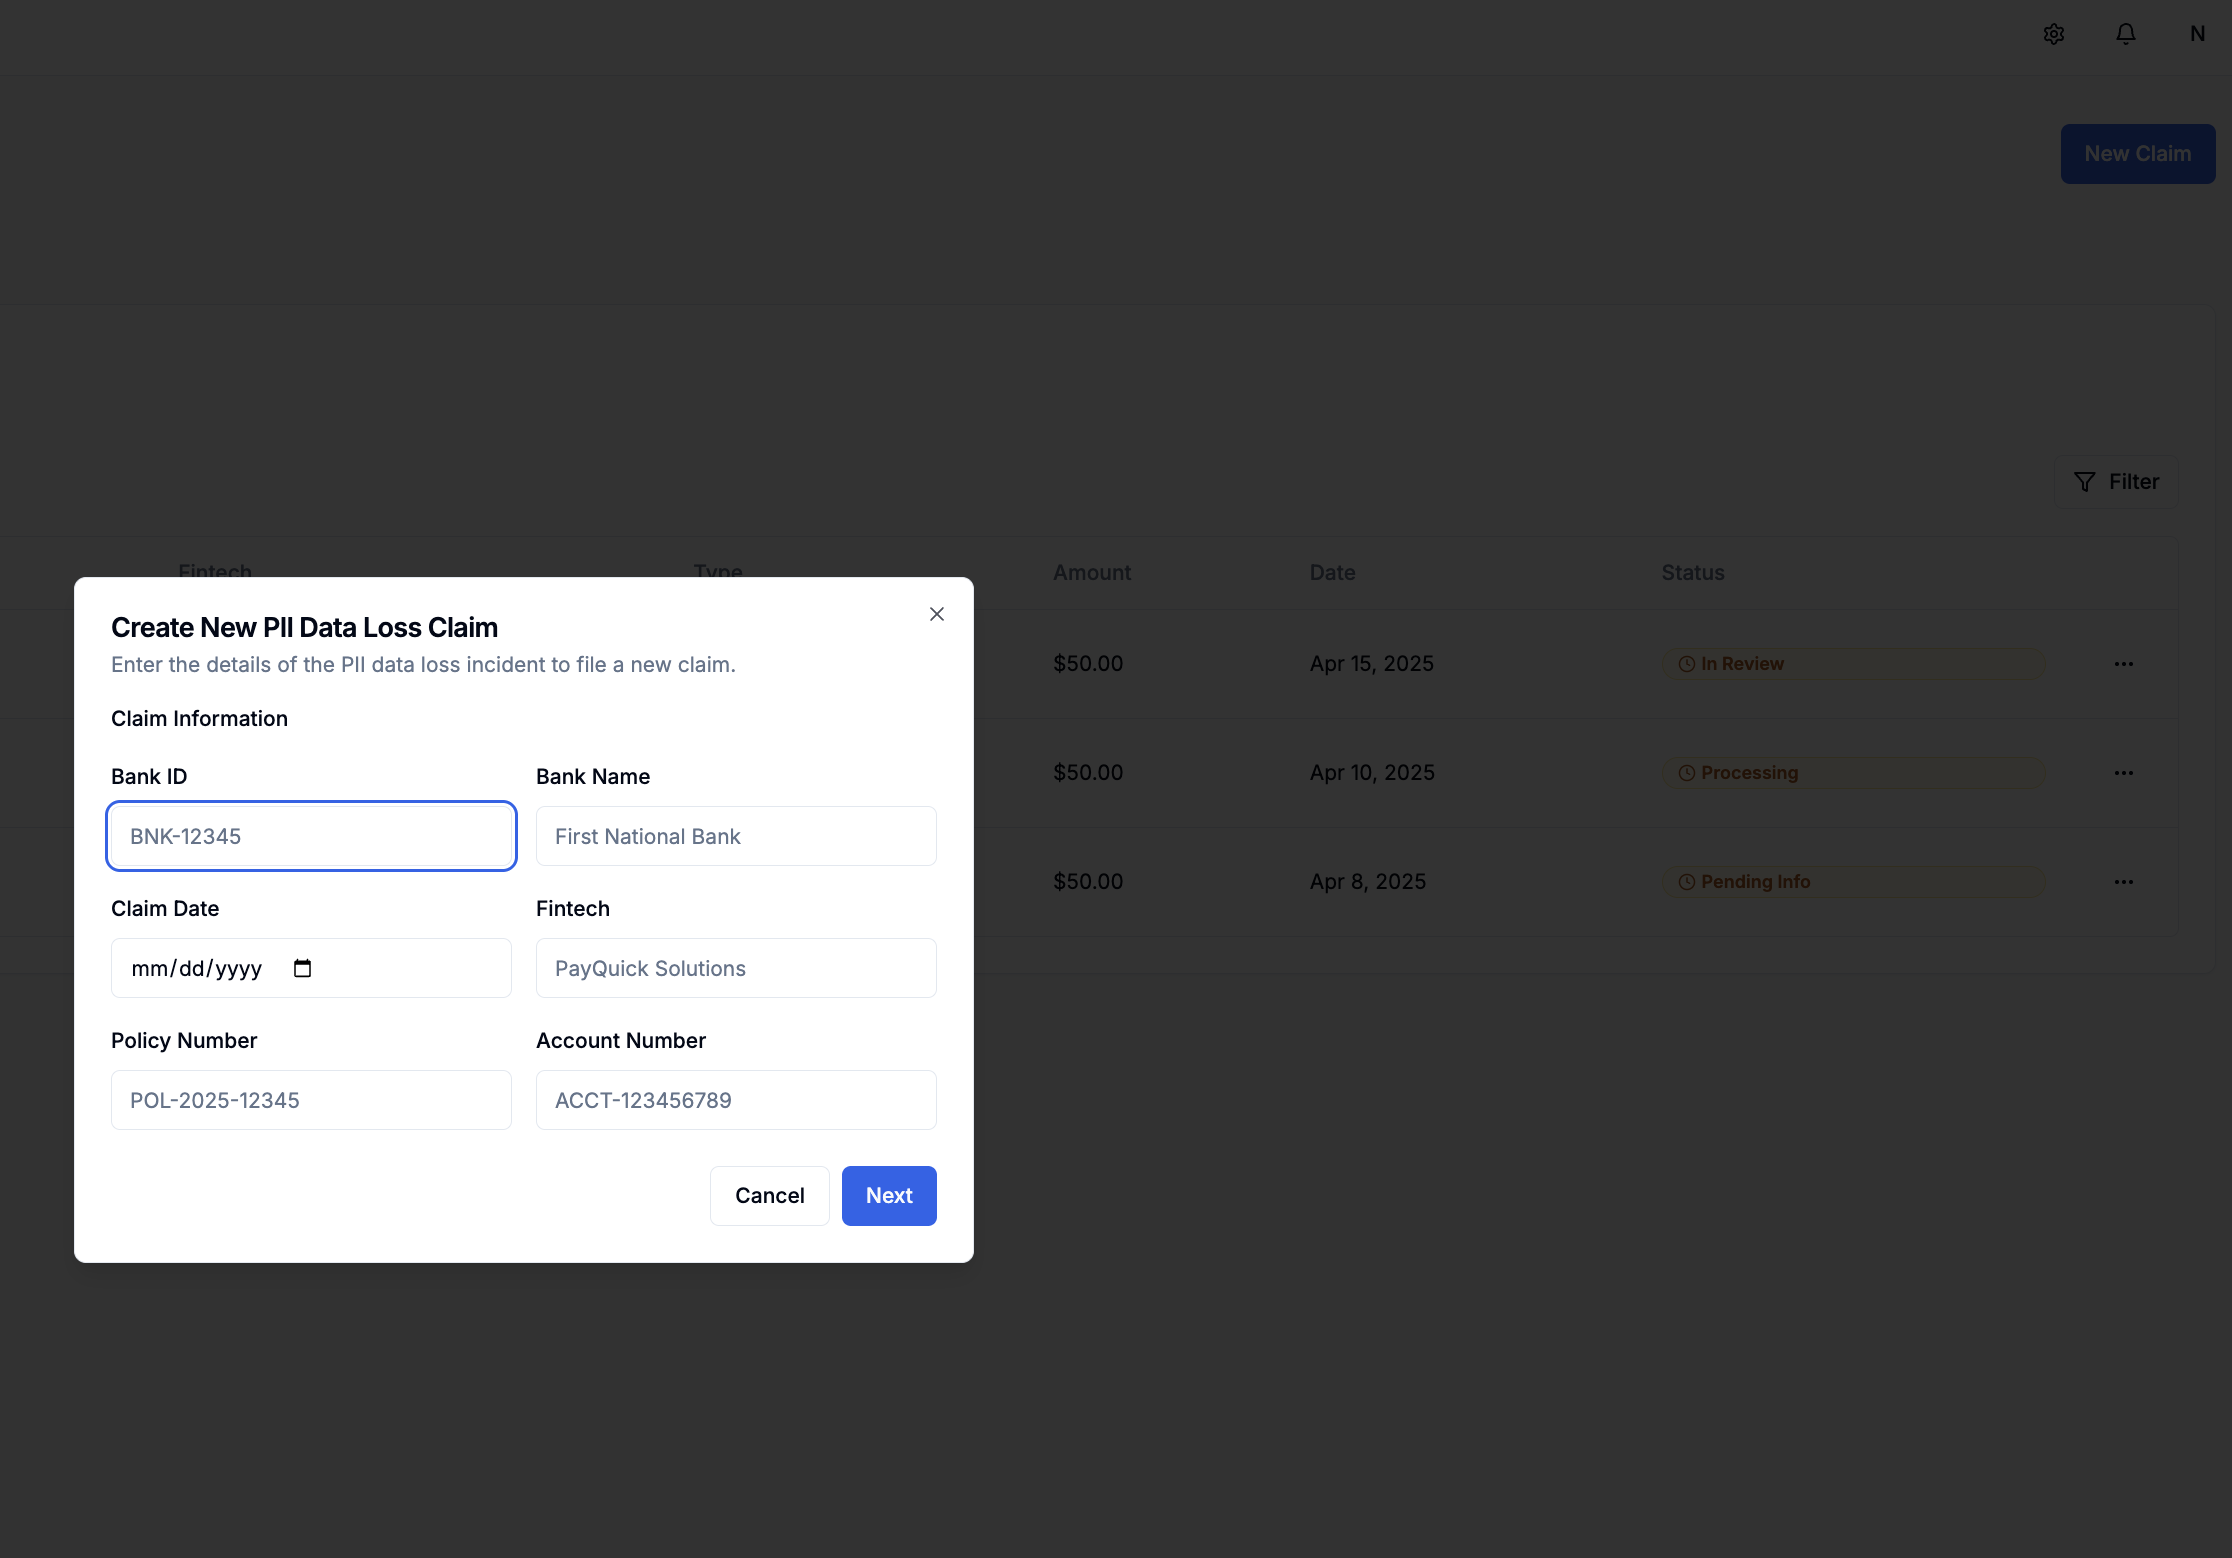 N
New Claim
Filter
Fintech Type Amount Date Status
$50.00 Apr 15, 2025 In Review
$50.00 Apr 10, 2025 Processing
$50.00 Apr 8, 2025 Pending Info
Create New PII Data Loss Claim
Enter the details of the PII data loss incident to file a new claim.
Claim Information
Bank ID Bank Name
BNK-12345 First National Bank
Claim Date Fintech
mm/dd/yyyy PayQuick Solutions
Policy Number Account Number
POL-2025-12345 ACCT-123456789
Cancel Next